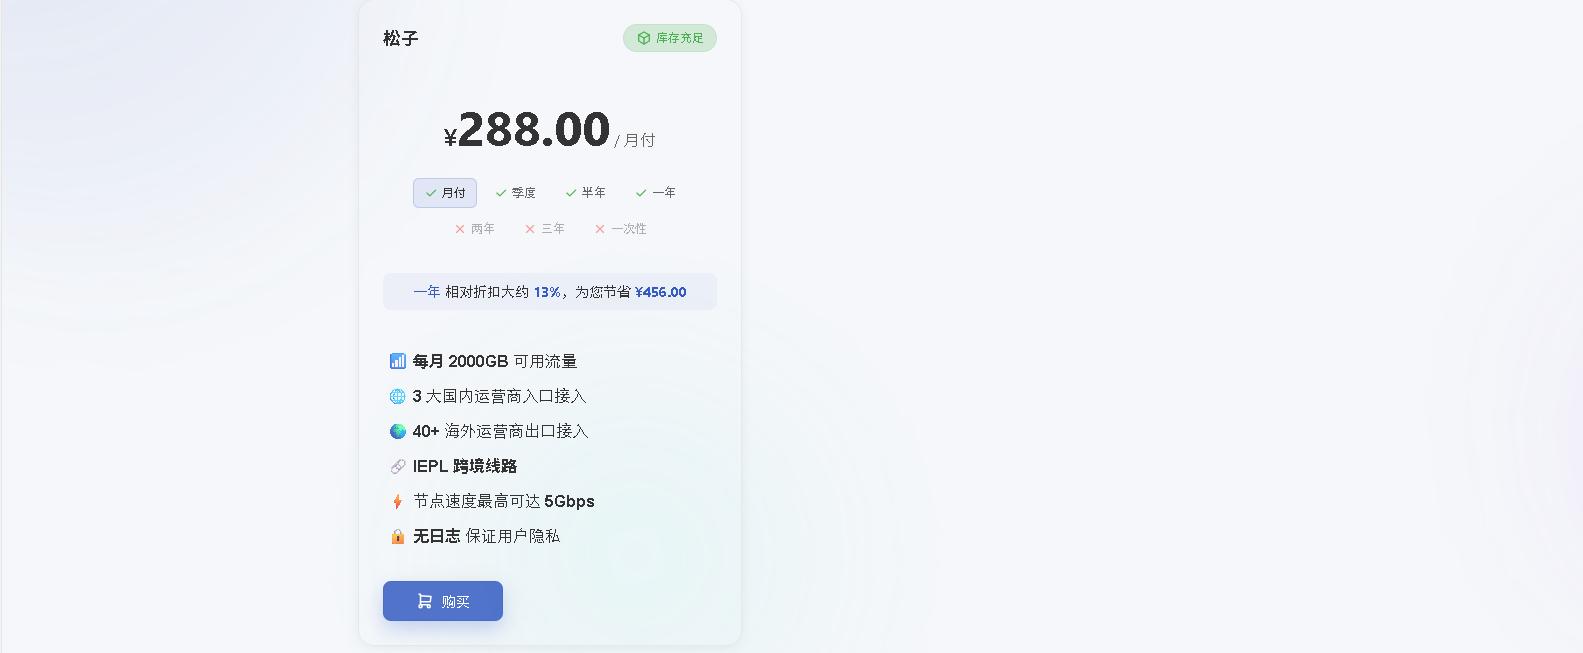 松子
库存充足
¥288.00 / 月付
月付 季度 半年 一年
两年 三年 一次性
一年 相对折扣大约 13%，为您节省 ¥456.00
每月 2000GB 可用流量
3 大国内运营商入口接入
40+ 海外运营商出口接入
IEPL 跨境线路
节点速度最高可达 5Gbps
无日志 保证用户隐私
购买